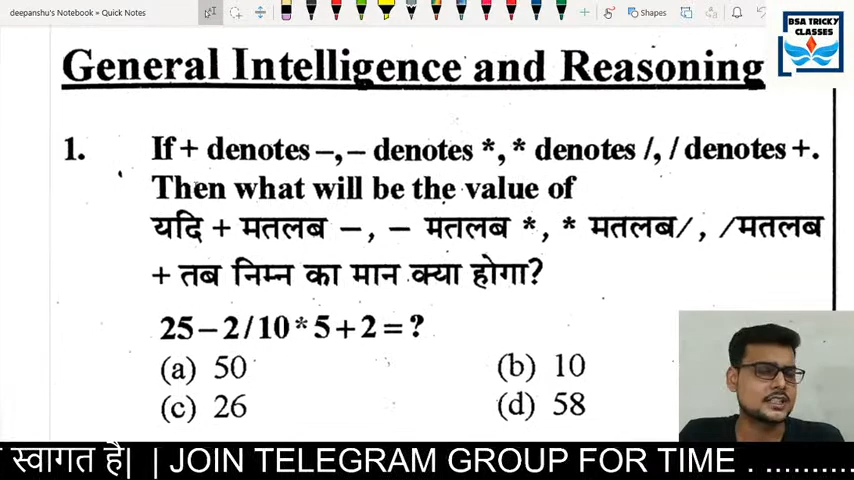 deepanshu's Notebook » Quick Notes
Shapes
BSA TRICKY
CLASSES
General Intelligence and Reasoning
1. If + denotes –, – denotes *, * denotes /, / denotes +.
Then what will be the value of
यदि + मतलब –, – मतलब *, * मतलब/, /मतलब
+ तब निम्न का मान क्या होगा?
25 – 2 / 10 * 5 + 2 = ?
(a) 50 (b) 10
(c) 26 (d) 58
स्वागत है| | JOIN TELEGRAM GROUP FOR TIME . ..........